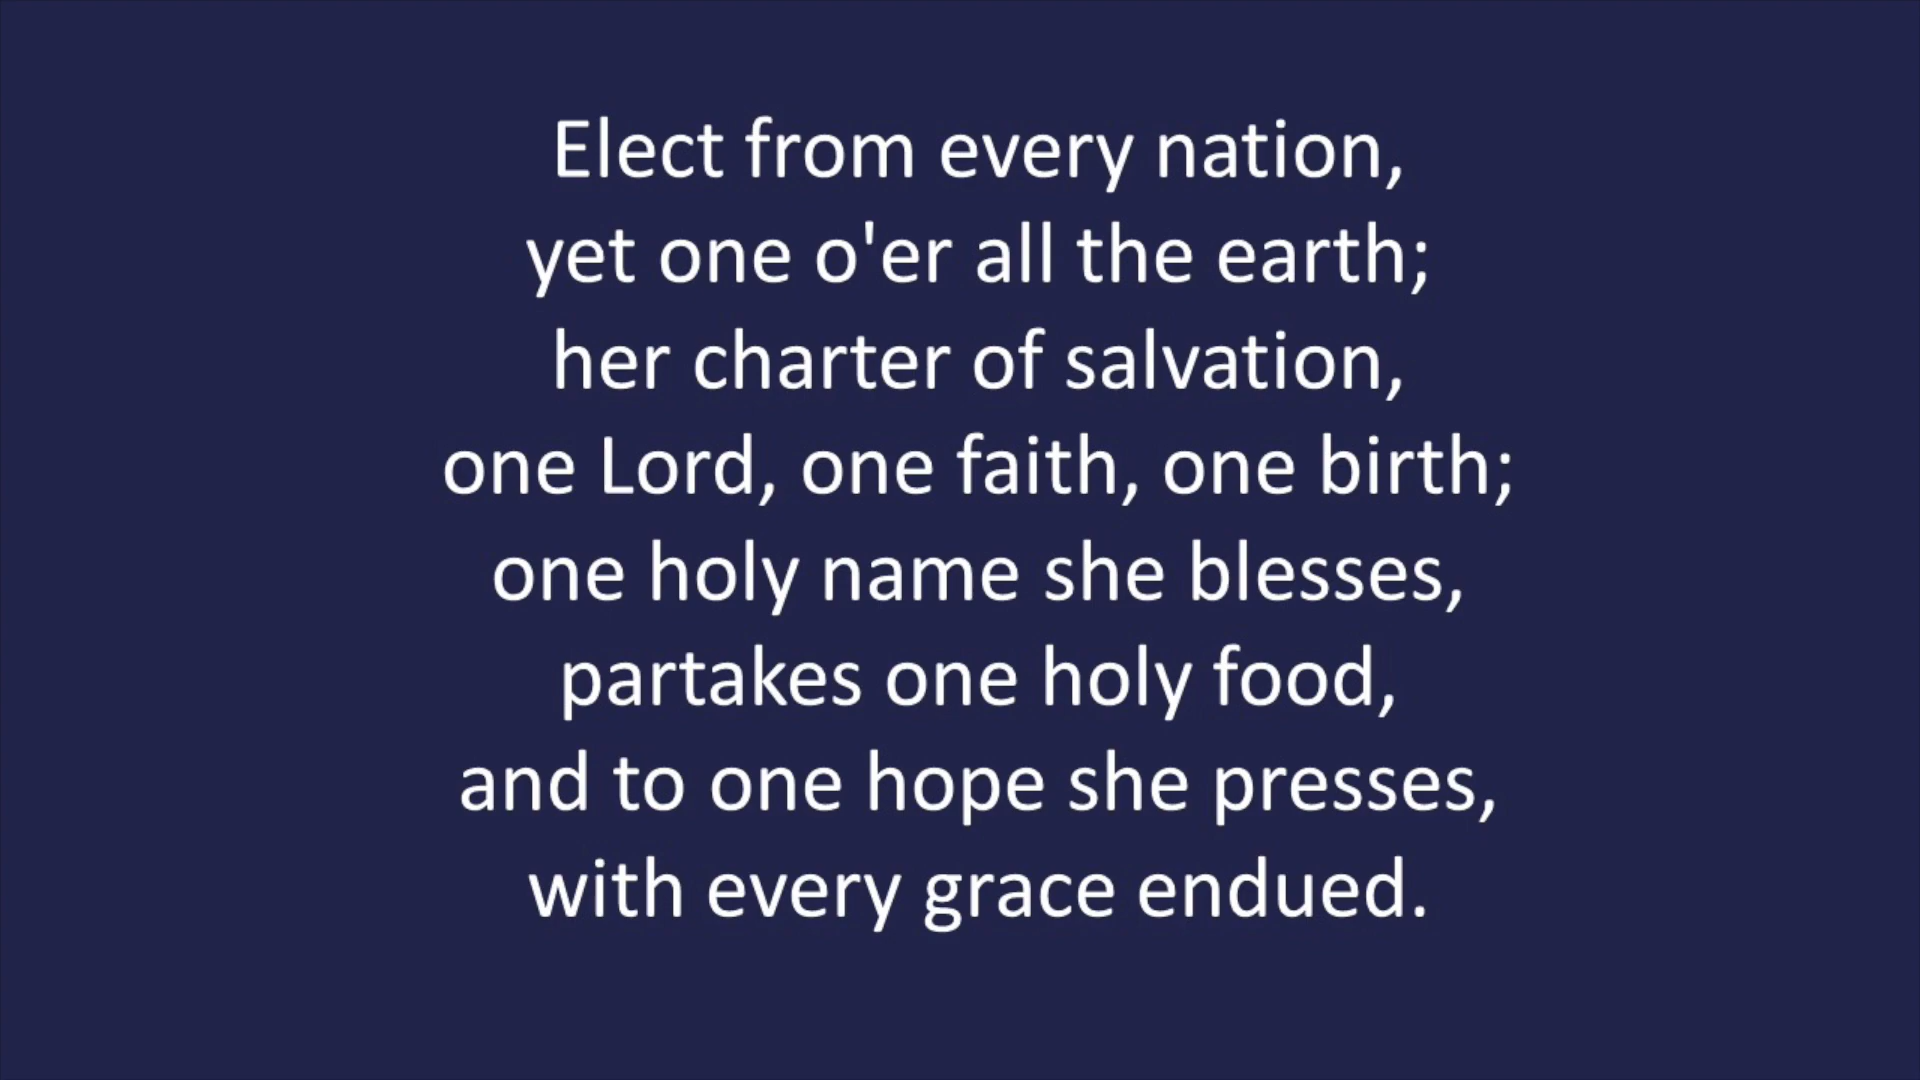 Elect from every nation,
yet one o'er all the earth;
her charter of salvation,
one Lord, one faith, one birth;
one holy name she blesses,
partakes one holy food,
and to one hope she presses,
with every grace endued.